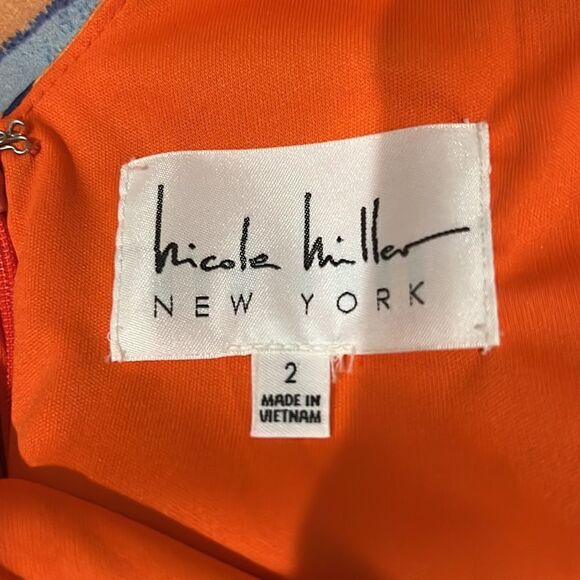 nicole miller
NEW YORK
2
MADE IN
VIETNAM